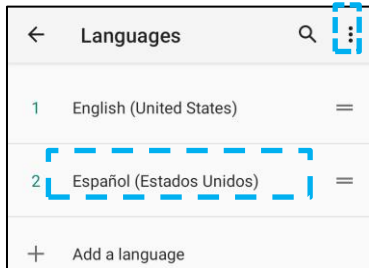 Languages
1 English (United States)
2 Español (Estados Unidos)
Add a language